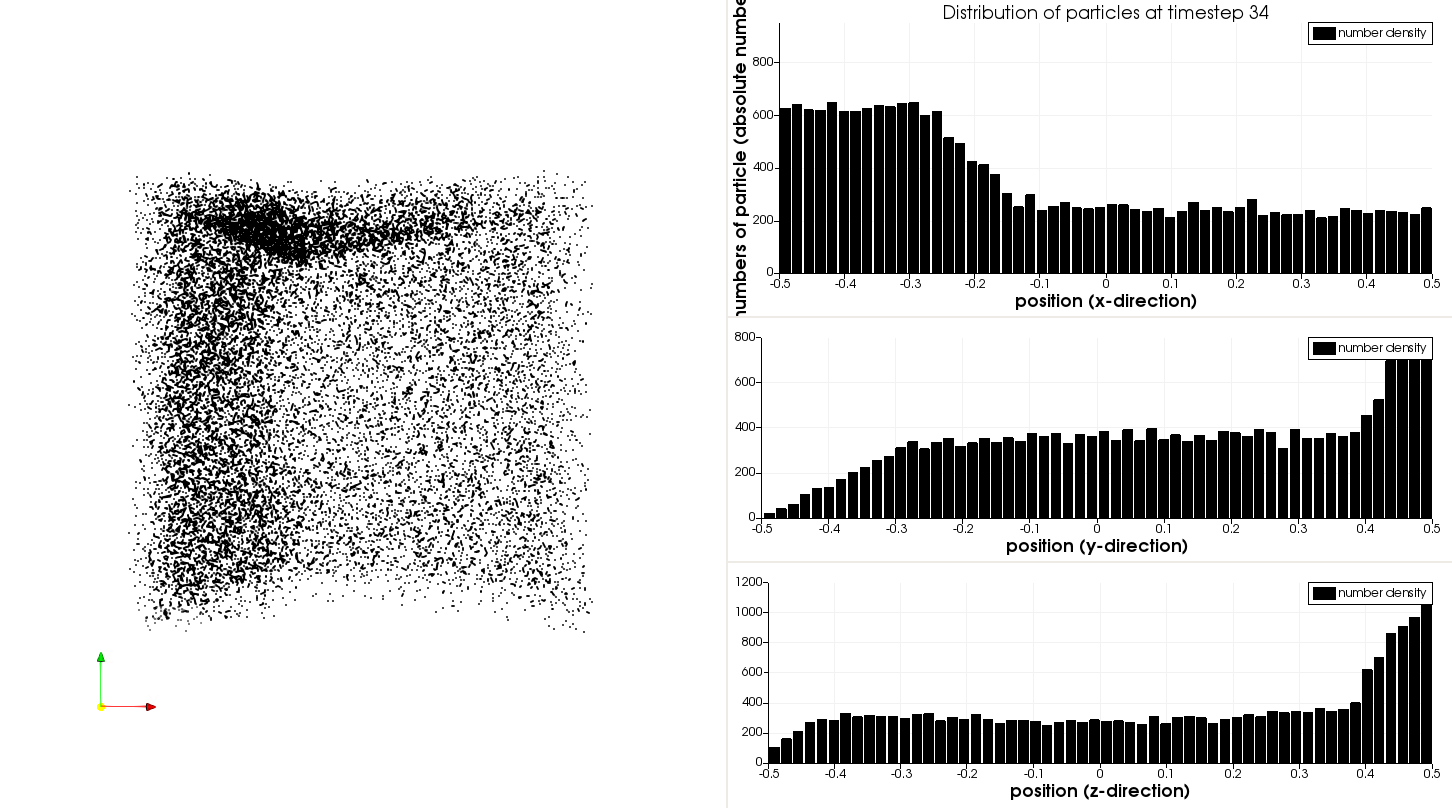 Distribution of particles at timestep 34
number density
numbers of particle (absolute number
800
600
400
200
0
-0.5 -0.4 -0.3 -0.2 -0.1 0 0.1 0.2 0.3 0.4 0.5
position (x-direction)
800
number density
600
400
200
0
-0.5 -0.4 -0.3 -0.2 -0.1 0 0.1 0.2 0.3 0.4 0.5
position (y-direction)
1200
number density
1000
800
600
400
200
0
-0.5 -0.4 -0.3 -0.2 -0.1 0 0.1 0.2 0.3 0.4 0.5
position (z-direction)